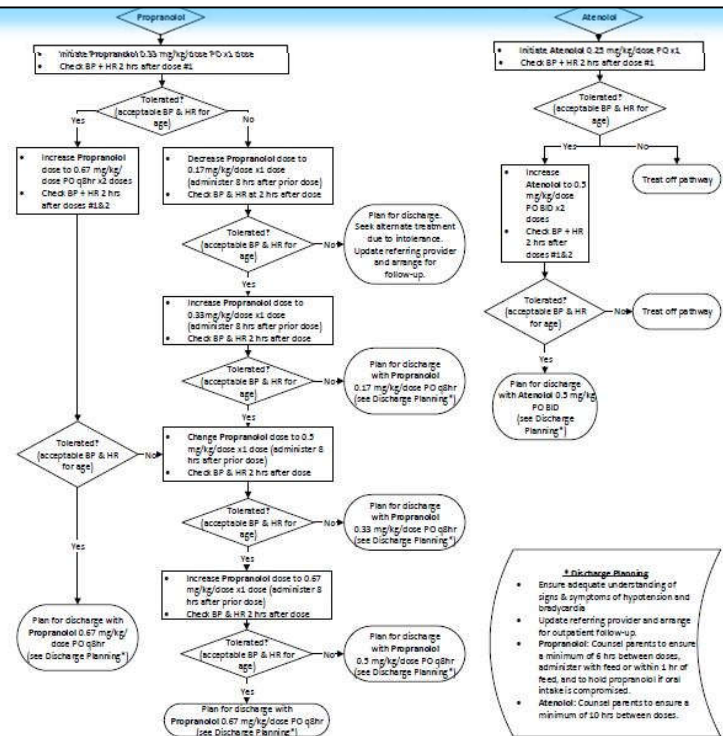 Propranolol
• Initiate Propranolol 0.33 mg/kg/dose PO x1 dose
• Check BP + HR 2 hrs after dose #1
Tolerated?
(acceptable BP & HR for
age)
Yes
No
• Increase Propranolol
dose to 0.67 mg/kg/
dose PO q8hr x2 doses
• Check BP + HR 2 hrs
after doses #1&2
• Decrease Propranolol dose to
0.17mg/kg/dose x1 dose
(administer 8 hrs after prior dose)
• Check BP & HR at 2 hrs after dose
Tolerated?
(acceptable BP & HR for
age)
No
Plan for discharge.
Seek alternate treatment
due to intolerance.
Update referring provider
and arrange for
follow-up.
Yes
• Increase Propranolol dose to
0.33mg/kg/dose x1 dose
(administer 8 hrs after prior dose)
• Check BP & HR 2 hrs after dose
Tolerated?
(acceptable BP & HR for
age)
No
Plan for discharge
with Propranolol
0.17 mg/kg/dose PO q8hr
(see Discharge Planning*)
Yes
Tolerated?
(acceptable BP & HR
for age)
No
• Change Propranolol dose to 0.5
mg/kg/dose x1 dose (administer 8
hrs after prior dose)
• Check BP & HR 2 hrs after dose
Tolerated?
(acceptable BP & HR for
age)
No
Plan for discharge
with Propranolol
0.33 mg/kg/dose PO q8hr
(see Discharge Planning*)
Yes
Yes
• Increase Propranolol dose to 0.67
mg/kg/dose x1 dose (administer 8
hrs after prior dose)
• Check BP & HR 2 hrs after dose
Plan for discharge with
Propranolol 0.67 mg/kg/
dose PO q8hr
(see Discharge Planning*)
Tolerated?
(acceptable BP & HR for
age)
No
Plan for discharge
with Propranolol
0.5 mg/kg/dose PO q8hr
(see Discharge Planning*)
Yes
Plan for discharge with
Propranolol 0.67 mg/kg/dose PO q8hr
(see Discharge Planning*)
Atenolol
• Initiate Atenolol 0.25 mg/kg/dose PO x1
• Check BP + HR 2 hrs after dose #1
Tolerated?
(acceptable BP & HR for
age)
Yes
No
• Increase
Atenolol to 0.5
mg/kg/dose
PO BID x2
doses
• Check BP + HR
2 hrs after
doses #1&2
Treat off pathway
Tolerated?
(acceptable BP & HR
for age)
No
Treat off pathway
Yes
Plan for discharge
with Atenolol 0.5 mg/kg
PO BID
(see Discharge
Planning*)
* Discharge Planning
• Ensure adequate understanding of
signs & symptoms of hypotension and
bradycardia
• Update referring provider and arrange
for outpatient follow-up.
• Propranolol: Counsel parents to ensure
a minimum of 6 hrs between doses,
administer with feed or within 1 hr of
feed, and to hold propranolol if oral
intake is compromised.
• Atenolol: Counsel parents to ensure a
minimum of 10 hrs between doses.